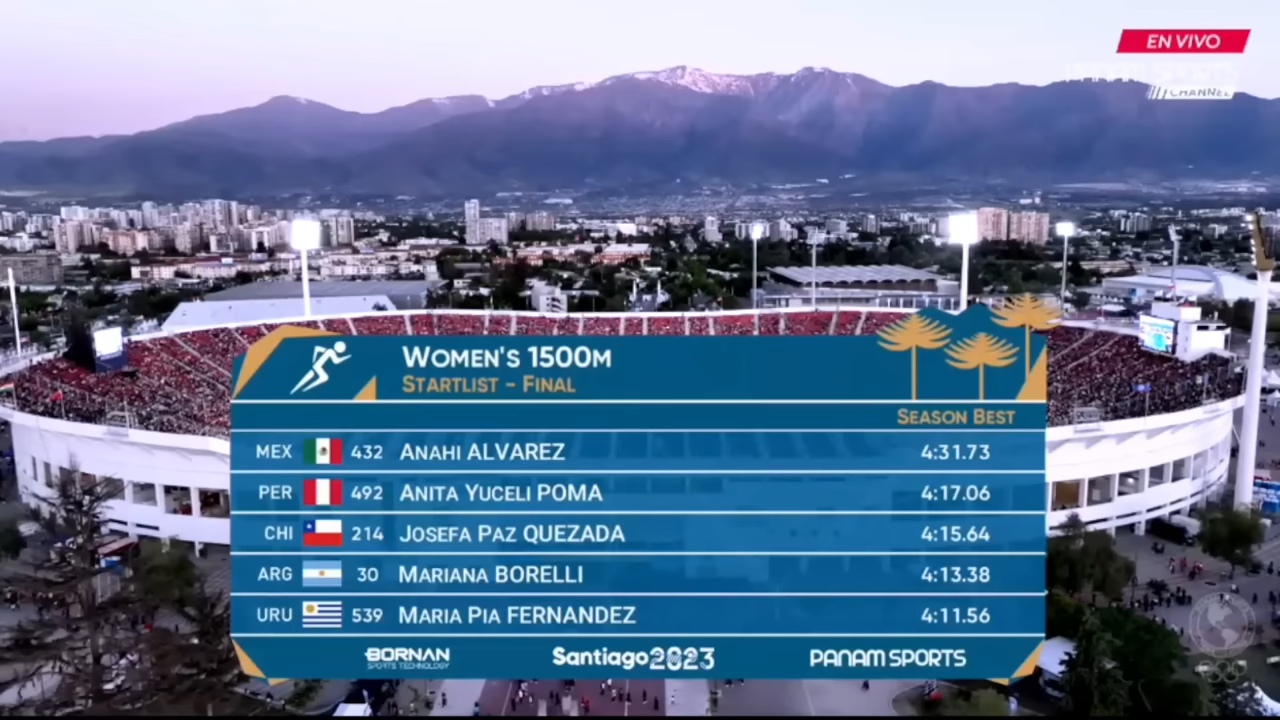 EN VIVO
CHANNEL
WOMEN'S 1500M
STARTLIST - FINAL
SEASON BEST
MEX 432 ANAHI ALVAREZ 4:31.73
PER 492 ANITA YUCELI POMA 4:17.06
CHI 214 JOSEFA PAZ QUEZADA 4:15.64
ARG 30 MARIANA BORELLI 4:13.38
URU 539 MARIA PIA FERNANDEZ 4:11.56
BORNAN
SPORTS TECHNOLOGY
Santiago2023
PANAM SPORTS